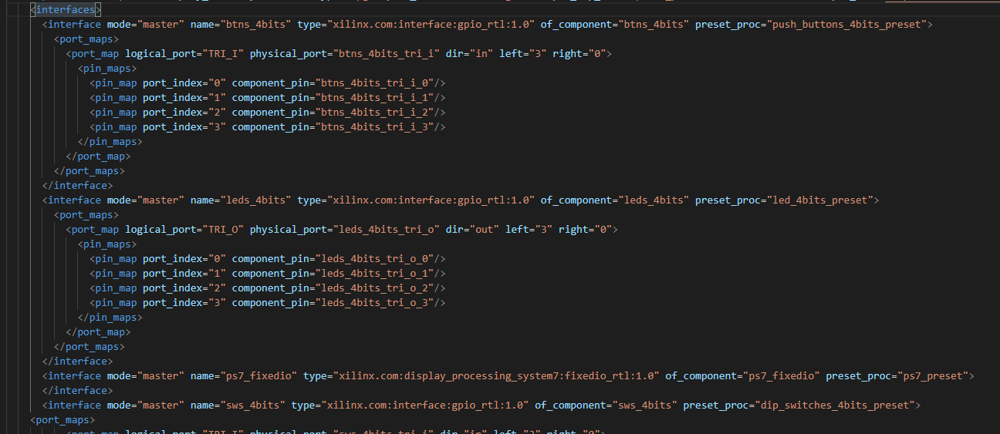 <interfaces>
<interface mode="master" name="btns_4bits" type="xilinx.com:interface:gpio_rtl:1.0" of_component="btns_4bits" preset_proc="push_buttons_4bits_preset">
<port_maps>
<port_map logical_port="TRI_I" physical_port="btns_4bits_tri_i" dir="in" left="3" right="0">
<pin_maps>
<pin_map port_index="0" component_pin="btns_4bits_tri_i_0"/>
<pin_map port_index="1" component_pin="btns_4bits_tri_i_1"/>
<pin_map port_index="2" component_pin="btns_4bits_tri_i_2"/>
<pin_map port_index="3" component_pin="btns_4bits_tri_i_3"/>
</pin_maps>
</port_map>
</port_maps>
</interface>
<interface mode="master" name="leds_4bits" type="xilinx.com:interface:gpio_rtl:1.0" of_component="leds_4bits" preset_proc="led_4bits_preset">
<port_maps>
<port_map logical_port="TRI_O" physical_port="leds_4bits_tri_o" dir="out" left="3" right="0">
<pin_maps>
<pin_map port_index="0" component_pin="leds_4bits_tri_o_0"/>
<pin_map port_index="1" component_pin="leds_4bits_tri_o_1"/>
<pin_map port_index="2" component_pin="leds_4bits_tri_o_2"/>
<pin_map port_index="3" component_pin="leds_4bits_tri_o_3"/>
</pin_maps>
</port_map>
</port_maps>
</interface>
<interface mode="master" name="ps7_fixedio" type="xilinx.com:display_processing_system7:fixedio_rtl:1.0" of_component="ps7_fixedio" preset_proc="ps7_preset">
</interface>
<interface mode="master" name="sws_4bits" type="xilinx.com:interface:gpio_rtl:1.0" of_component="sws_4bits" preset_proc="dip_switches_4bits_preset">
<port_maps>
<port_map logical_port="TRI_I" physical_port="sws_4bits_tri_i" dir="in" left="3" right="0">